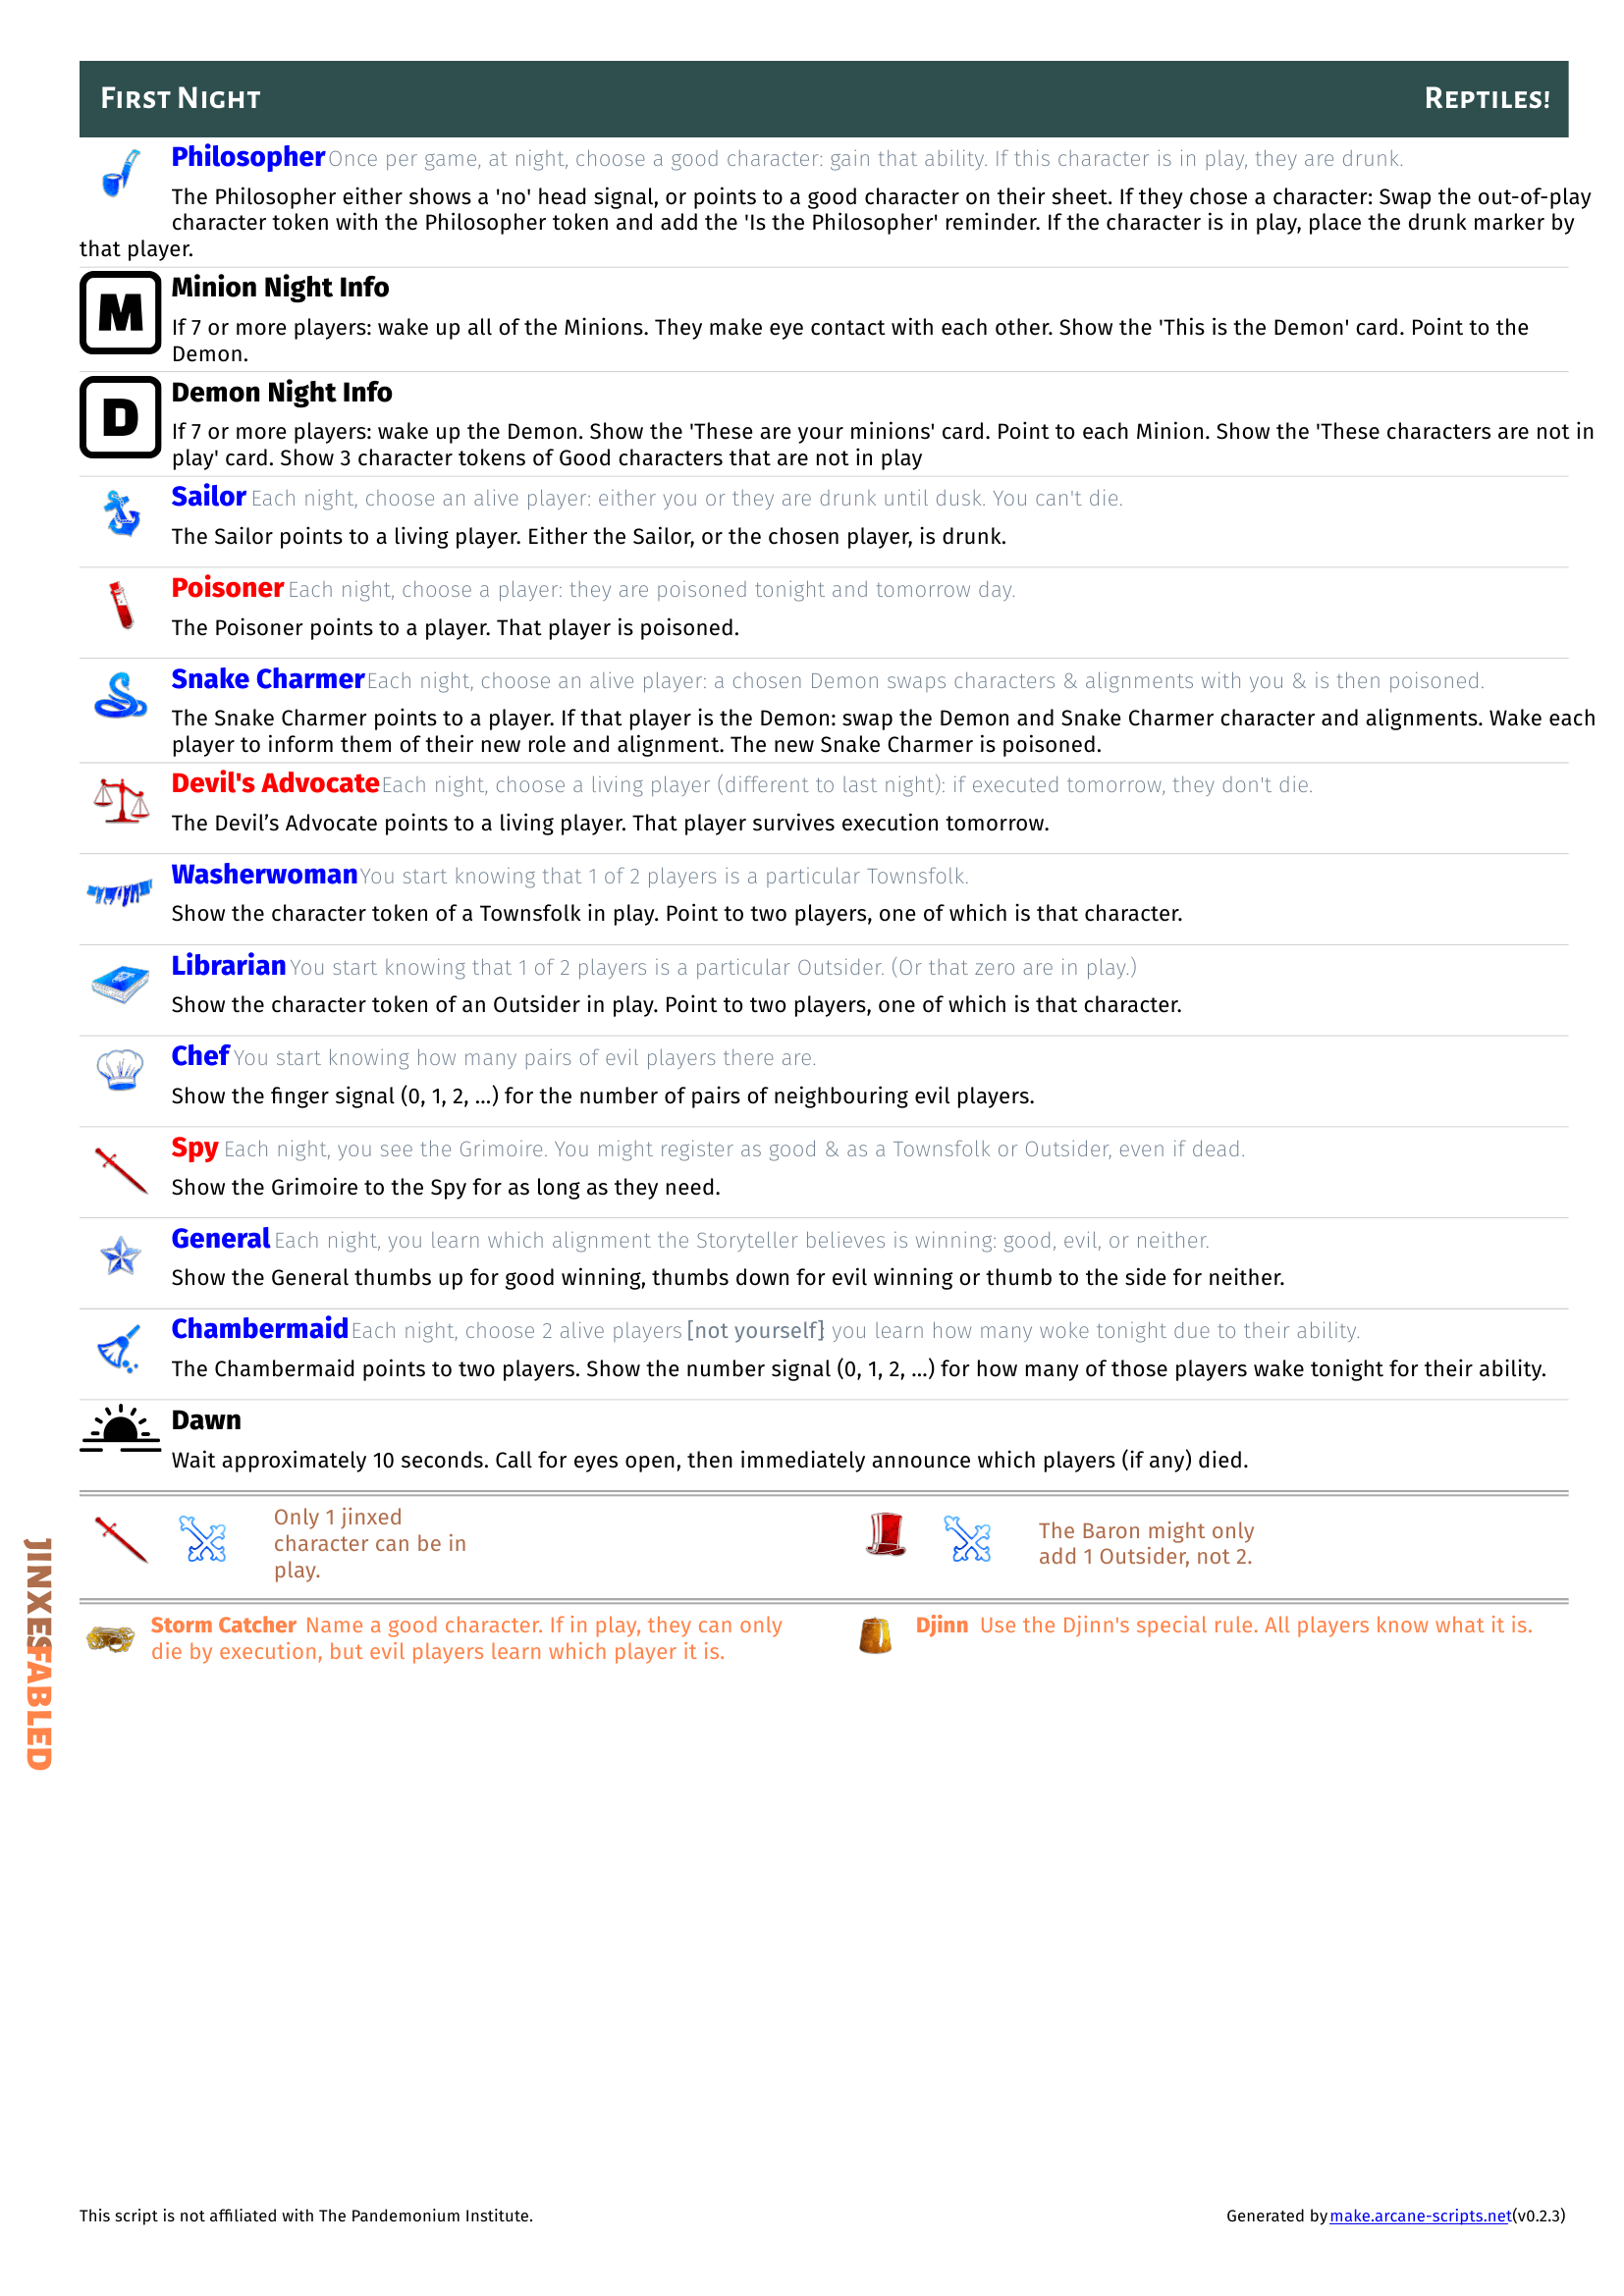 First Night
Reptiles!
Philosopher Once per game, at night, choose a good character: gain that ability. If this character is in play, they are drunk.
The Philosopher either shows a 'no' head signal, or points to a good character on their sheet. If they chose a character: Swap the out-of-play
character token with the Philosopher token and add the 'Is the Philosopher' reminder. If the character is in play, place the drunk marker by
that player.
M
Minion Night Info
If 7 or more players: wake up all of the Minions. They make eye contact with each other. Show the 'This is the Demon' card. Point to the
Demon.
D
Demon Night Info
If 7 or more players: wake up the Demon. Show the 'These are your minions' card. Point to each Minion. Show the 'These characters are not in
play' card. Show 3 character tokens of Good characters that are not in play
Sailor Each night, choose an alive player: either you or they are drunk until dusk. You can't die.
The Sailor points to a living player. Either the Sailor, or the chosen player, is drunk.
Poisoner Each night, choose a player: they are poisoned tonight and tomorrow day.
The Poisoner points to a player. That player is poisoned.
Snake Charmer Each night, choose an alive player: a chosen Demon swaps characters & alignments with you & is then poisoned.
The Snake Charmer points to a player. If that player is the Demon: swap the Demon and Snake Charmer character and alignments. Wake each
player to inform them of their new role and alignment. The new Snake Charmer is poisoned.
Devil's Advocate Each night, choose a living player (different to last night): if executed tomorrow, they don't die.
The Devil’s Advocate points to a living player. That player survives execution tomorrow.
Washerwoman You start knowing that 1 of 2 players is a particular Townsfolk.
Show the character token of a Townsfolk in play. Point to two players, one of which is that character.
Librarian You start knowing that 1 of 2 players is a particular Outsider. (Or that zero are in play.)
Show the character token of an Outsider in play. Point to two players, one of which is that character.
Chef You start knowing how many pairs of evil players there are.
Show the finger signal (0, 1, 2, ...) for the number of pairs of neighbouring evil players.
Spy Each night, you see the Grimoire. You might register as good & as a Townsfolk or Outsider, even if dead.
Show the Grimoire to the Spy for as long as they need.
General Each night, you learn which alignment the Storyteller believes is winning: good, evil, or neither.
Show the General thumbs up for good winning, thumbs down for evil winning or thumb to the side for neither.
Chambermaid Each night, choose 2 alive players [not yourself]: you learn how many woke tonight due to their ability.
The Chambermaid points to two players. Show the number signal (0, 1, 2, ...) for how many of those players wake tonight for their ability.
Dawn
Wait approximately 10 seconds. Call for eyes open, then immediately announce which players (if any) died.
JINXES
Only 1 jinxed
character can be in
play.
The Baron might only
add 1 Outsider, not 2.
FABLED
Storm Catcher Name a good character. If in play, they can only
die by execution, but evil players learn which player it is.
Djinn Use the Djinn's special rule. All players know what it is.
This script is not affiliated with The Pandemonium Institute.
Generated by make.arcane-scripts.net(v0.2.3)